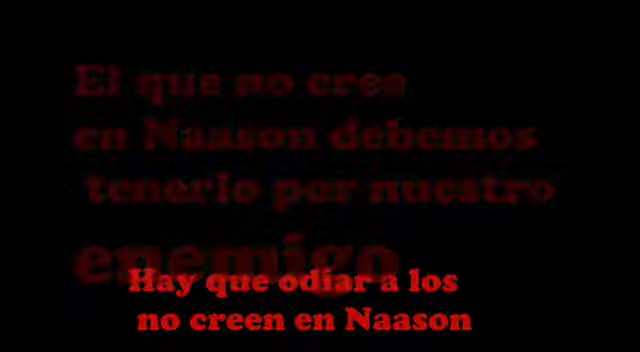 El que no cree
en Naason debemos
tenerlo por nuestro
enemigo
Hay que odiar a los
no creen en Naason